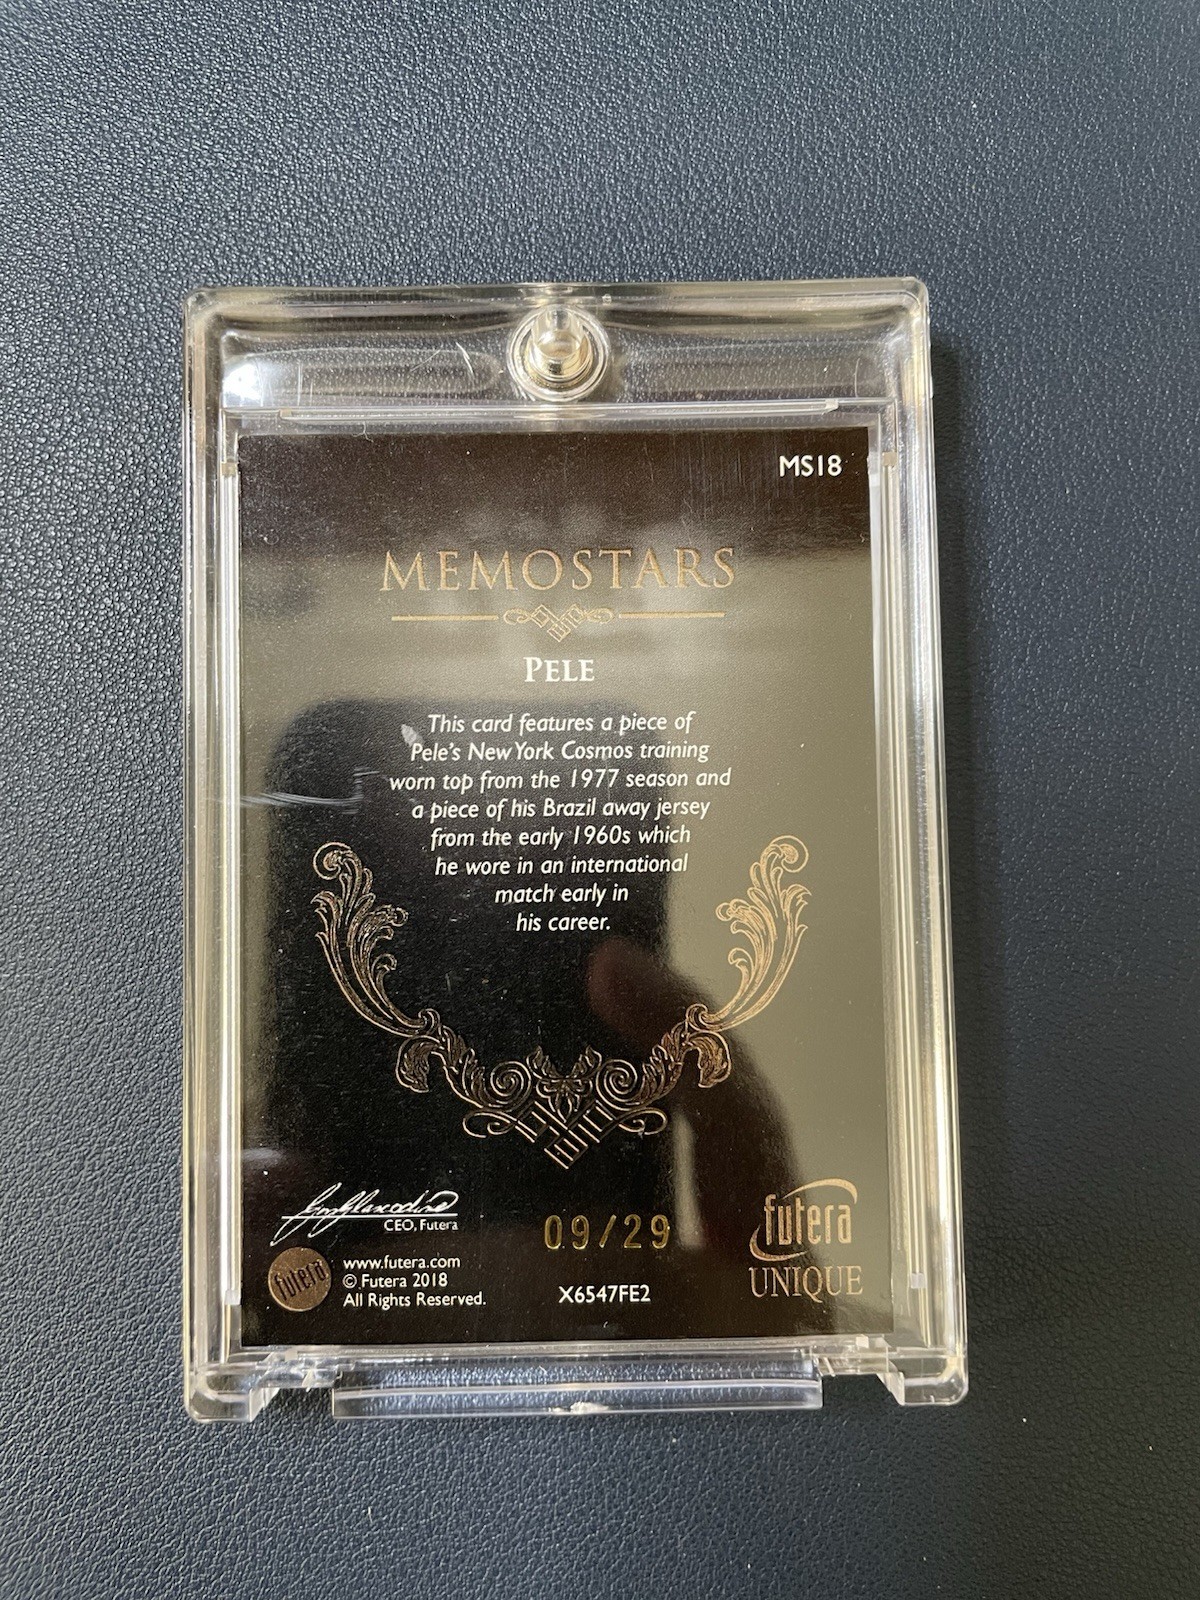 MS18
MEMOSTARS
PELE
This card features a piece of
Pele's New York Cosmos training
worn top from the 1977 season and
a piece of his Brazil away jersey
from the early 1960s which
he wore in an international
match early in
his career.
CEO, Futera
09/29
futera
UNIQUE
futera
www.futera.com
© Futera 2018
All Rights Reserved.
X6547FE2